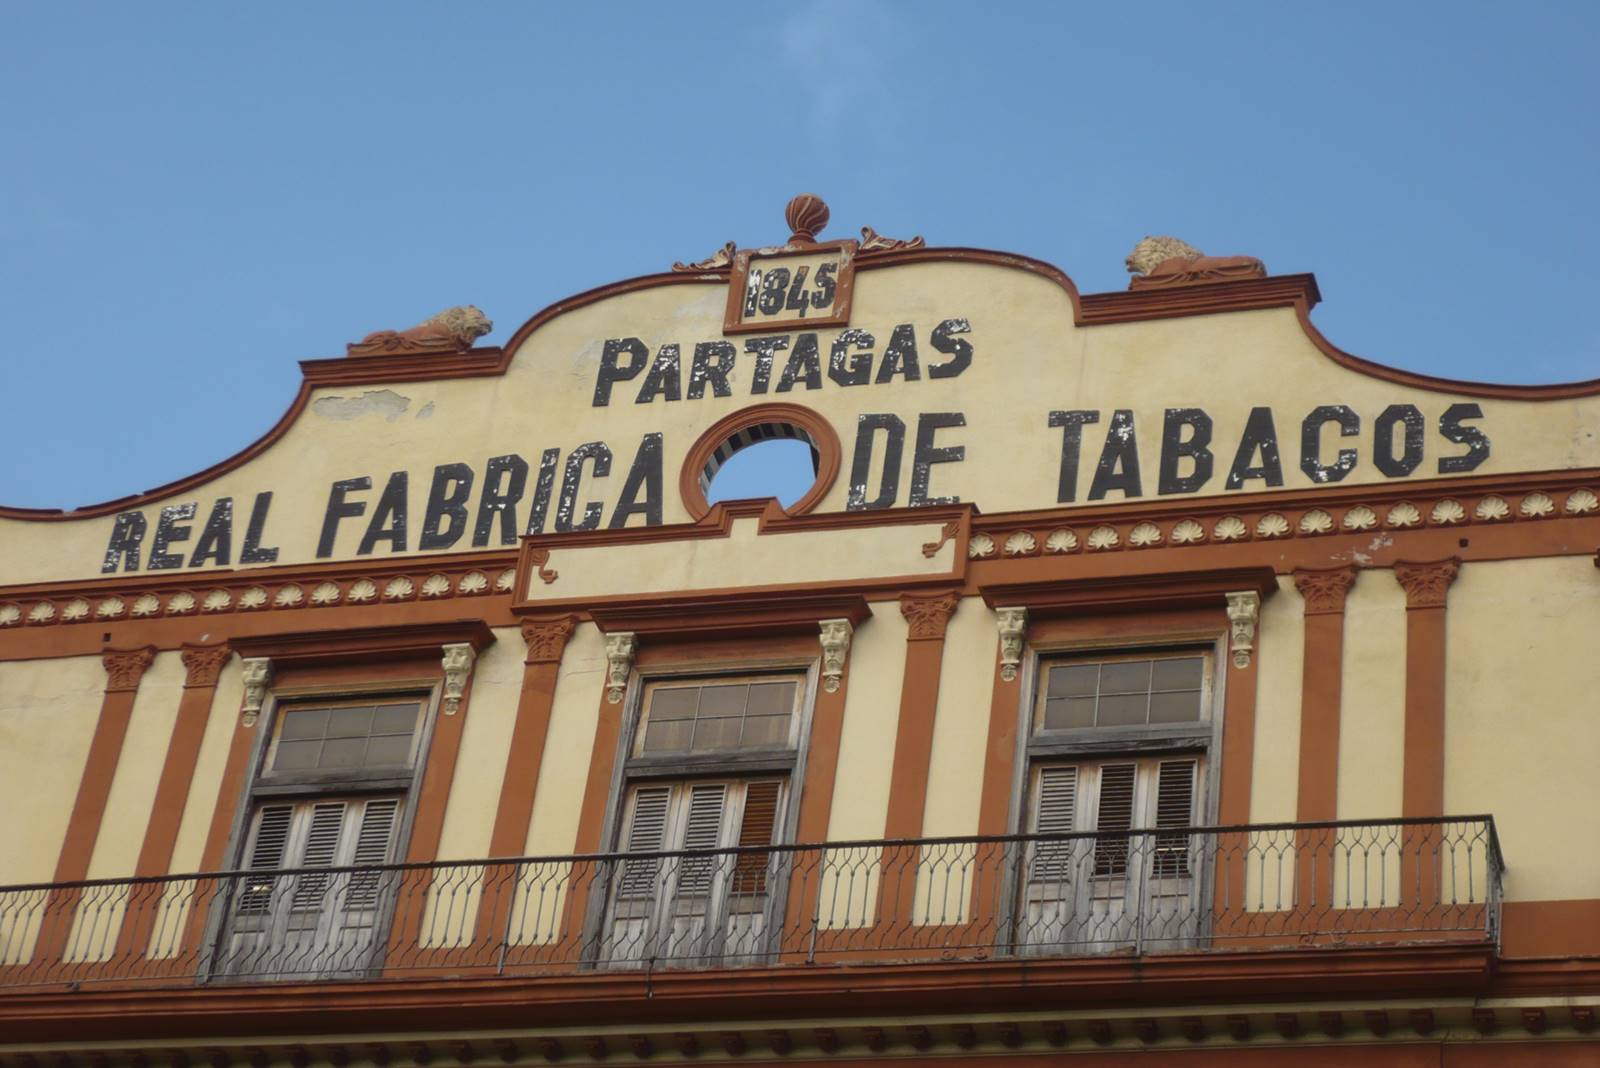 1845
PARTAGAS
REAL FABRICA DE TABACOS